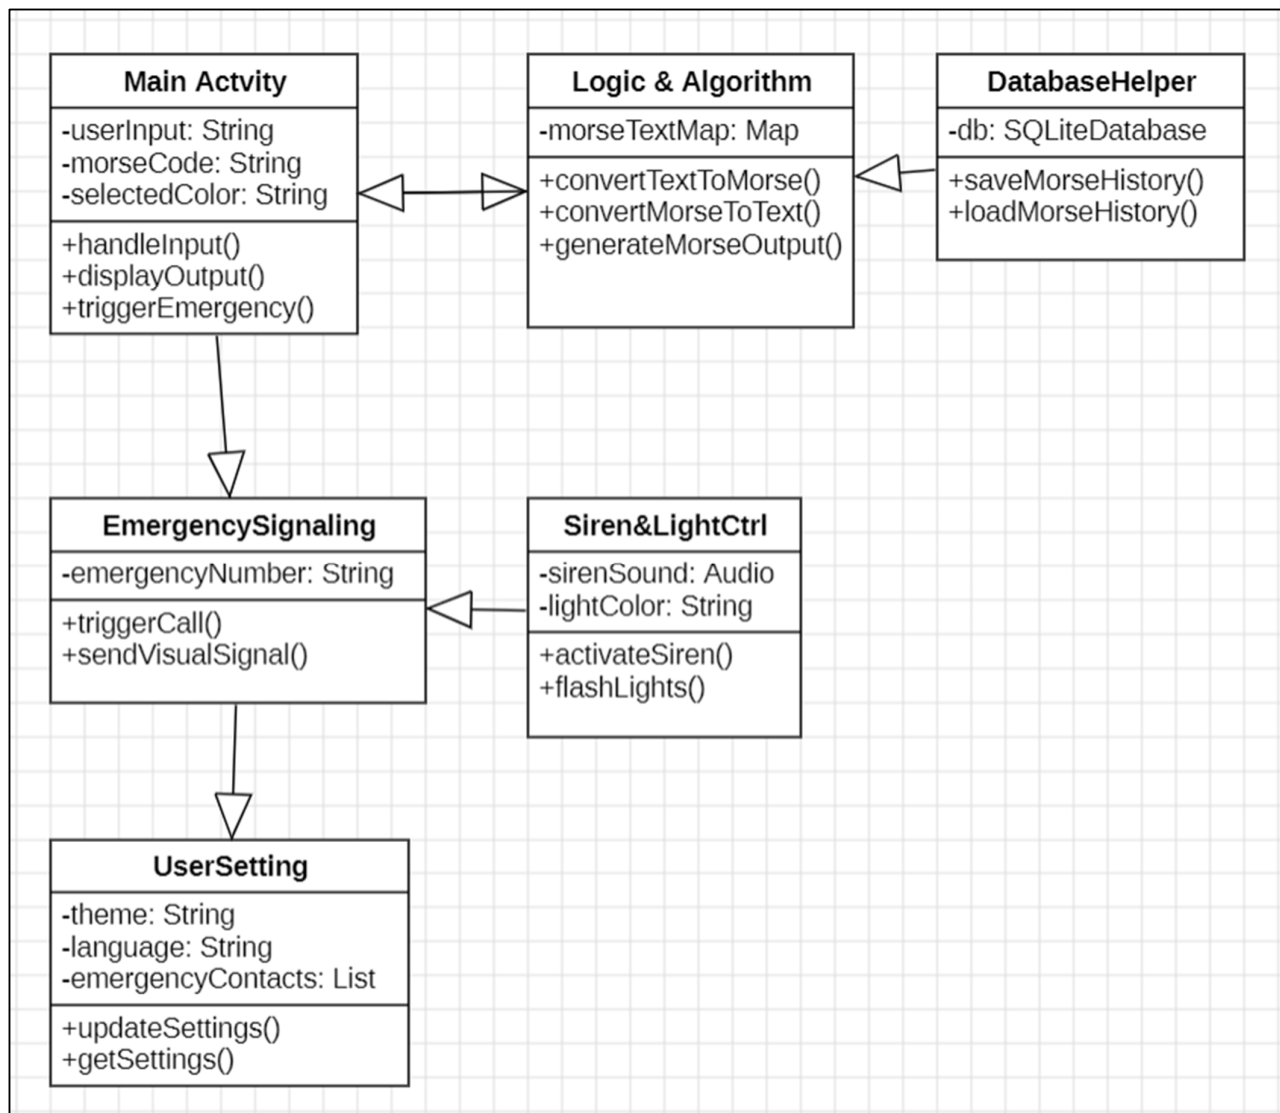 Main Actvity
-userInput: String
-morseCode: String
-selectedColor: String
+handleInput()
+displayOutput()
+triggerEmergency()
Logic & Algorithm
-morseTextMap: Map
+convertTextToMorse()
+convertMorseToText()
+generateMorseOutput()
DatabaseHelper
-db: SQLiteDatabase
+saveMorseHistory()
+loadMorseHistory()
EmergencySignaling
-emergencyNumber: String
+triggerCall()
+sendVisualSignal()
Siren&LightCtrl
-sirenSound: Audio
-lightColor: String
+activateSiren()
+flashLights()
UserSetting
-theme: String
-language: String
-emergencyContacts: List
+updateSettings()
+getSettings()